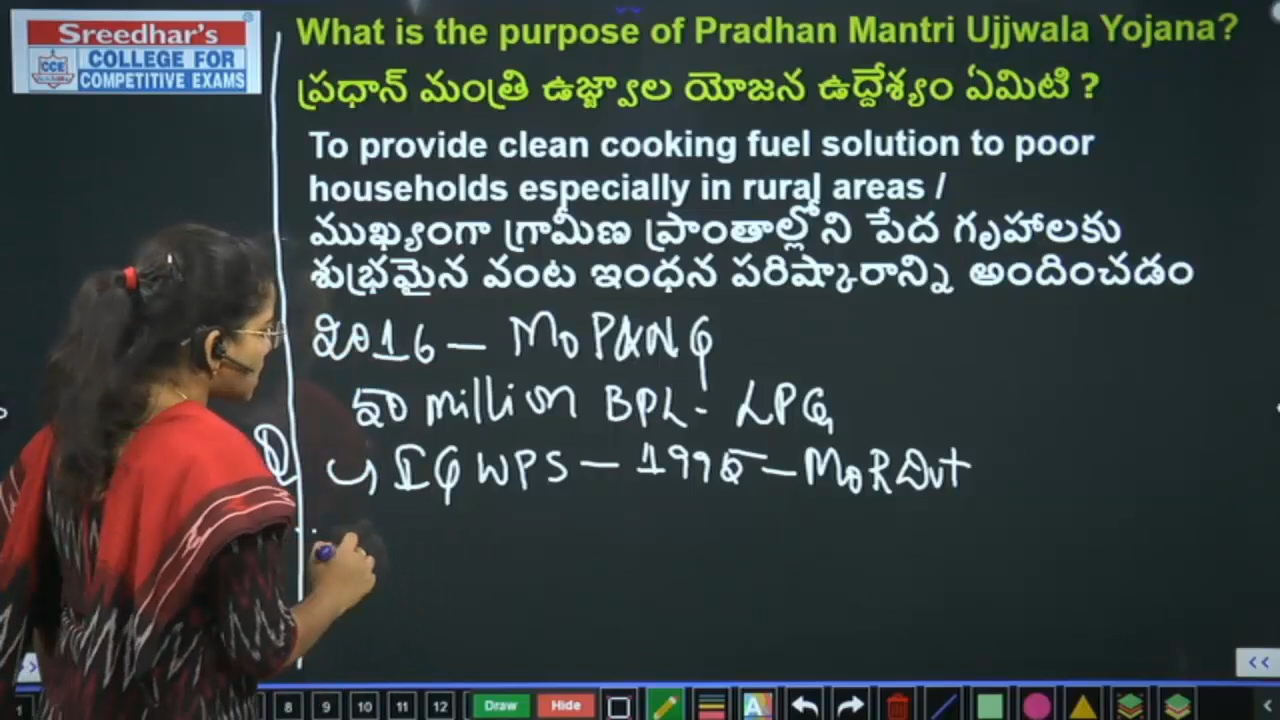 Sreedhar's
CCE
COLLEGE FOR
COMPETITIVE EXAMS
What is the purpose of Pradhan Mantri Ujjwala Yojana?
ప్రధాన్ మంత్రి ఉజ్జ్వాల యోజన ఉద్దేశ్యం ఏమిటి ?
To provide clean cooking fuel solution to poor
households especially in rural areas /
ముఖ్యంగా గ్రామీణ ప్రాంతాల్లోని పేద గృహాలకు
శుభ్రమైన వంట ఇంధన పరిష్కారాన్ని అందించడం
2016 – MoP&NG
50 million BPL - LPG
IGWPS – 1995 – MoRDvt
8 9 10 11 12 Draw Hide